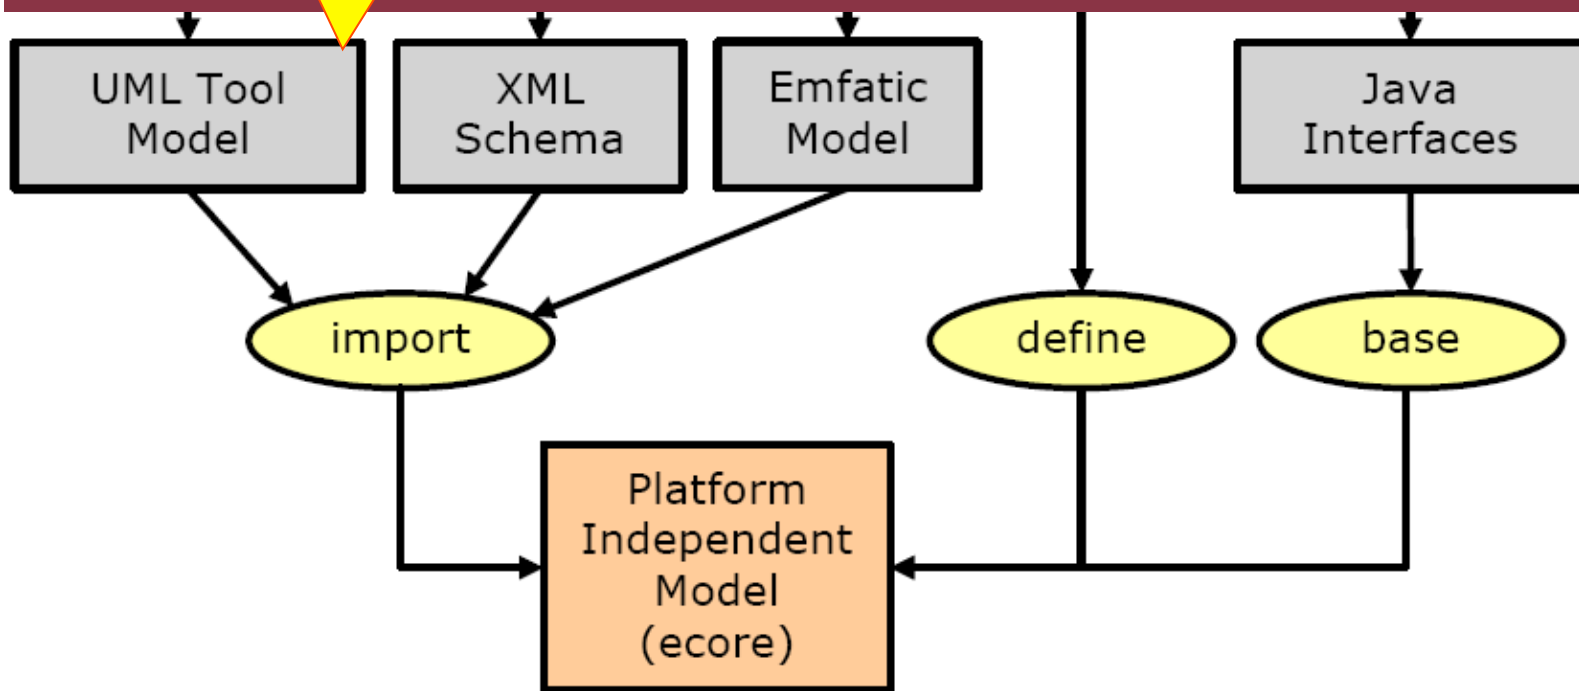 UML Tool
Model
XML
Schema
Emfatic
Model
Java
Interfaces
import
define
base
Platform
Independent
Model
(ecore)